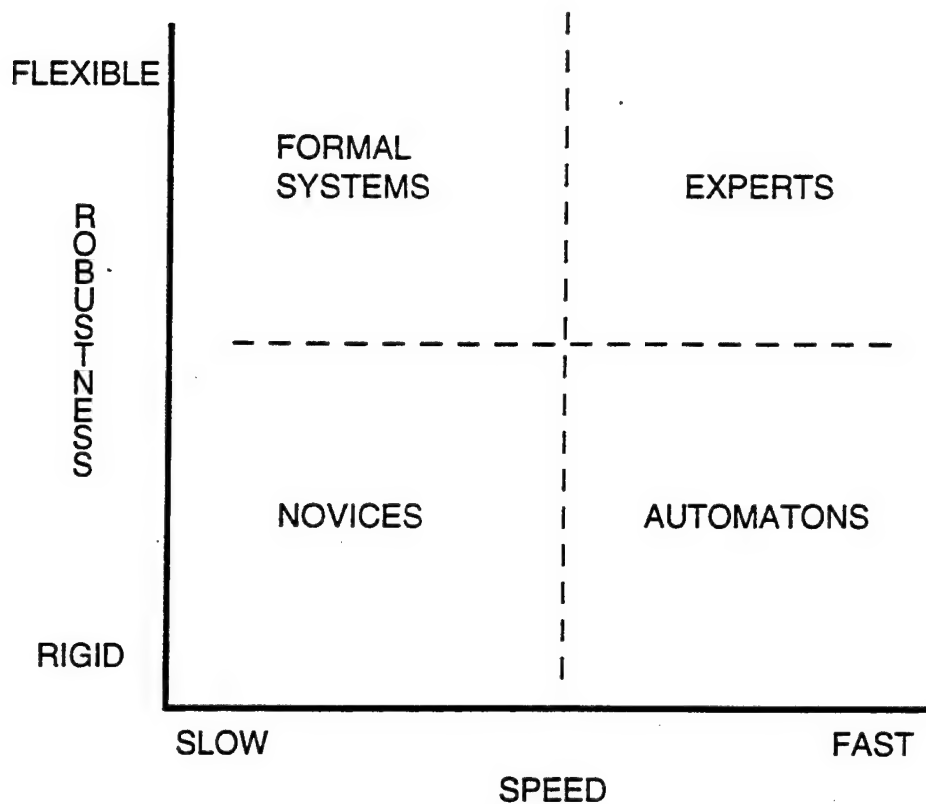 FLEXIBLE
FORMAL
SYSTEMS
EXPERTS
ROBUSTNESS
NOVICES
AUTOMATONS
RIGID
SLOW
FAST
SPEED